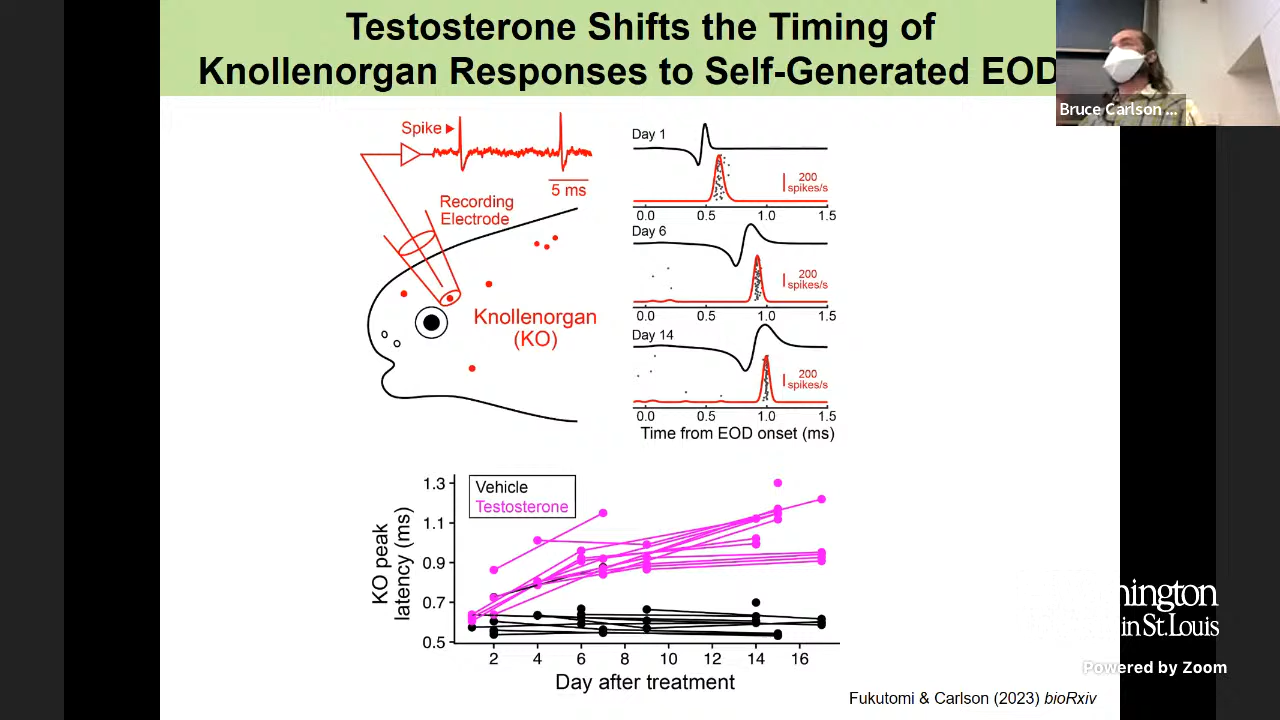 Testosterone Shifts the Timing of
Knollenorgan Responses to Self-Generated EOD
Bruce Carlson ...
Spike
5 ms
Recording
Electrode
Knollenorgan
(KO)
Day 1
200
spikes/s
0.0 0.5 1.0 1.5
Day 6
200
spikes/s
0.0 0.5 1.0 1.5
Day 14
200
spikes/s
0.0 0.5 1.0 1.5
Time from EOD onset (ms)
Vehicle
Testosterone
KO peak
latency (ms)
1.3
1.1
0.9
0.7
0.5
2 4 6 8 10 12 14 16
Day after treatment
in St. Louis
Powered by Zoom
Fukutomi & Carlson (2023) bioRxiv